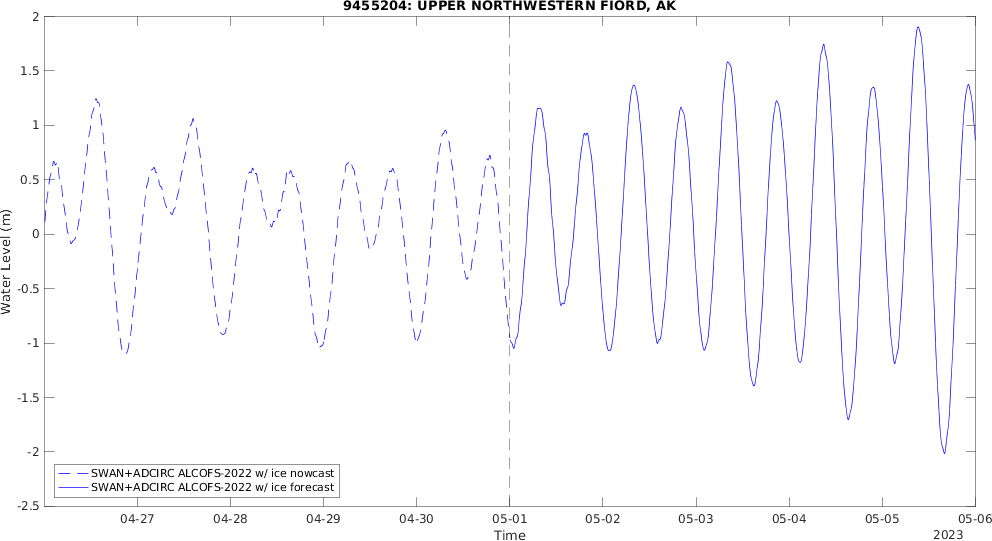 9455204: UPPER NORTHWESTERN FIORD, AK
2
1.5
1
0.5
0
-0.5
-1
-1.5
-2
-2.5
Water Level (m)
SWAN+ADCIRC ALCOFS-2022 w/ ice nowcast
SWAN+ADCIRC ALCOFS-2022 w/ ice forecast
04-27 04-28 04-29 04-30 05-01 05-02 05-03 05-04 05-05 05-06
Time
2023